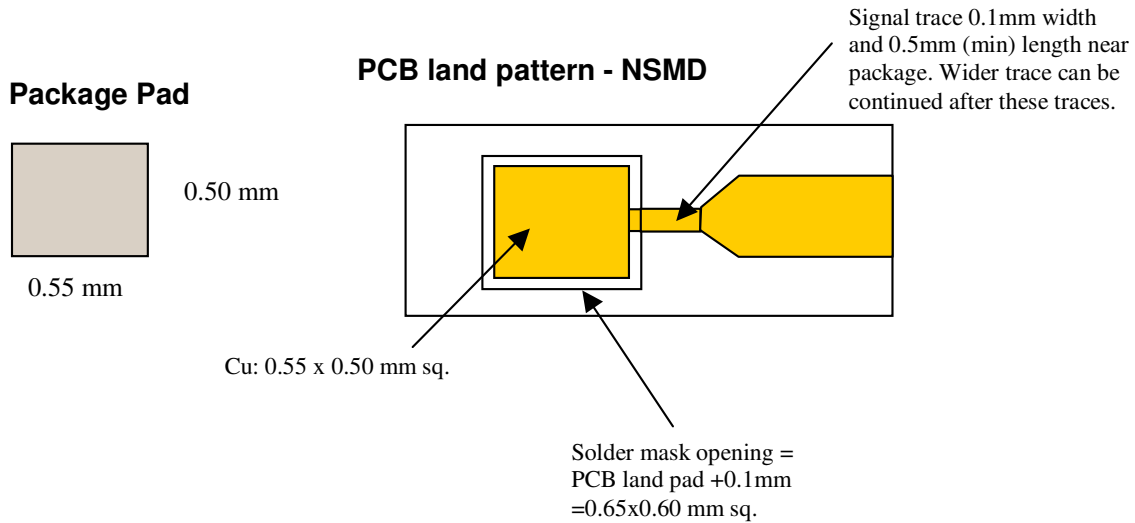 Signal trace 0.1mm width
and 0.5mm (min) length near
package. Wider trace can be
continued after these traces.
PCB land pattern - NSMD
Package Pad
0.50 mm
0.55 mm
Cu: 0.55 x 0.50 mm sq.
Solder mask opening =
PCB land pad +0.1mm
=0.65x0.60 mm sq.